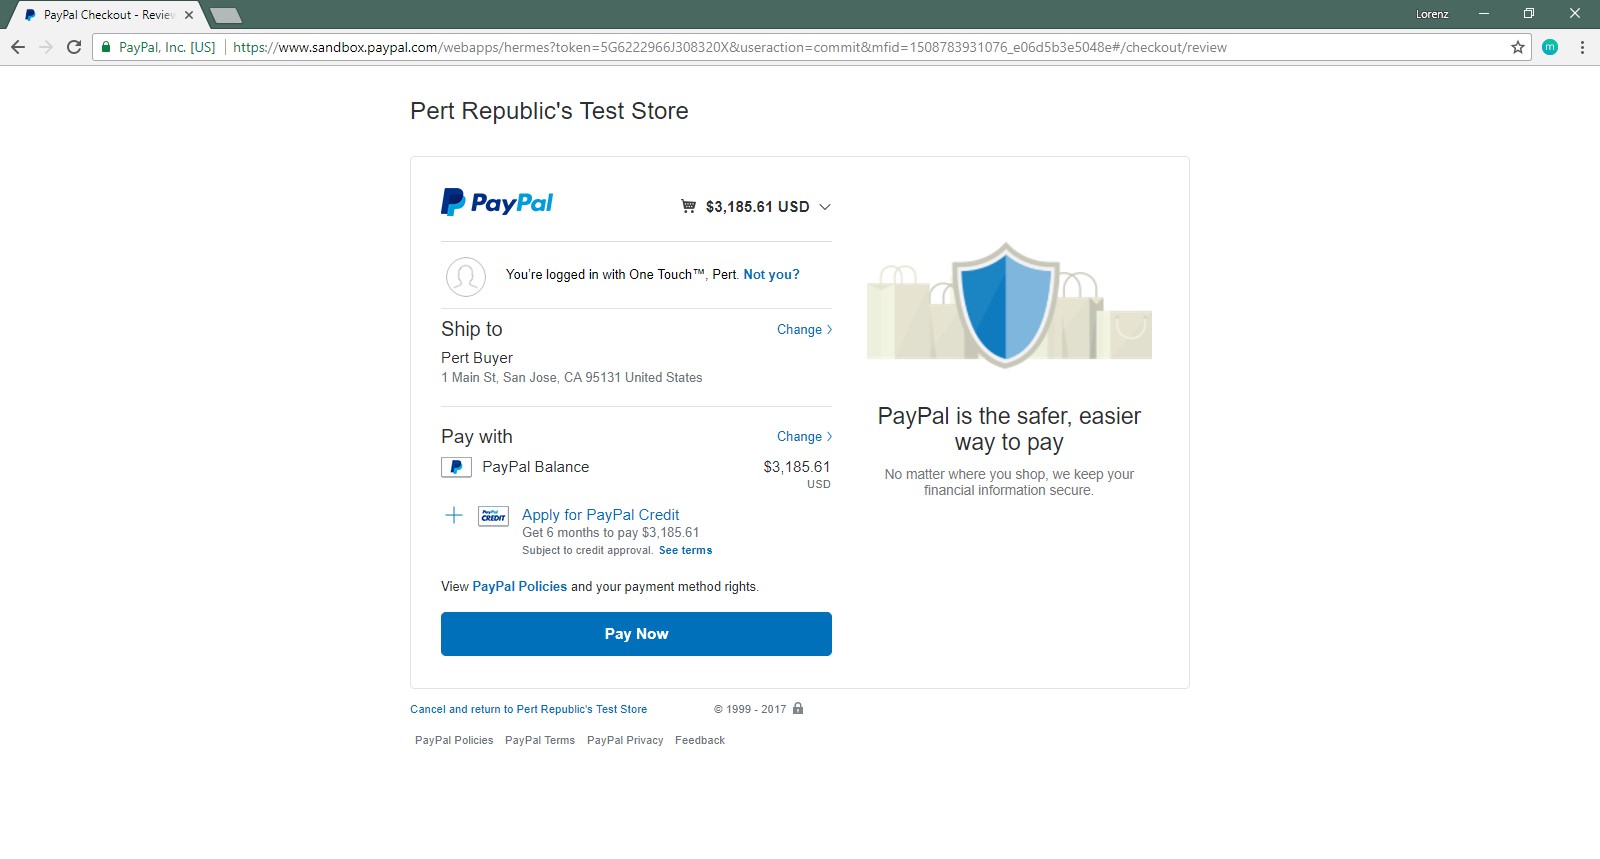 PayPal Checkout - Review
Lorenz
PayPal, Inc. [US]
https://www.sandbox.paypal.com/webapps/hermes?token=5G6222966J308320X&useraction=commit&mfid=1508783931076_e06d5b3e5048e#/checkout/review
m
Pert Republic's Test Store
PayPal
$3,185.61 USD
You're logged in with One Touch™, Pert. Not you?
Ship to
Change
Pert Buyer
1 Main St, San Jose, CA 95131 United States
Pay with
Change
PayPal Balance
$3,185.61
USD
PayPal
CREDIT
Apply for PayPal Credit
Get 6 months to pay $3,185.61
Subject to credit approval. See terms
View PayPal Policies and your payment method rights.
Pay Now
PayPal is the safer, easier
way to pay
No matter where you shop, we keep your
financial information secure.
Cancel and return to Pert Republic's Test Store
© 1999 - 2017
PayPal Policies PayPal Terms PayPal Privacy Feedback